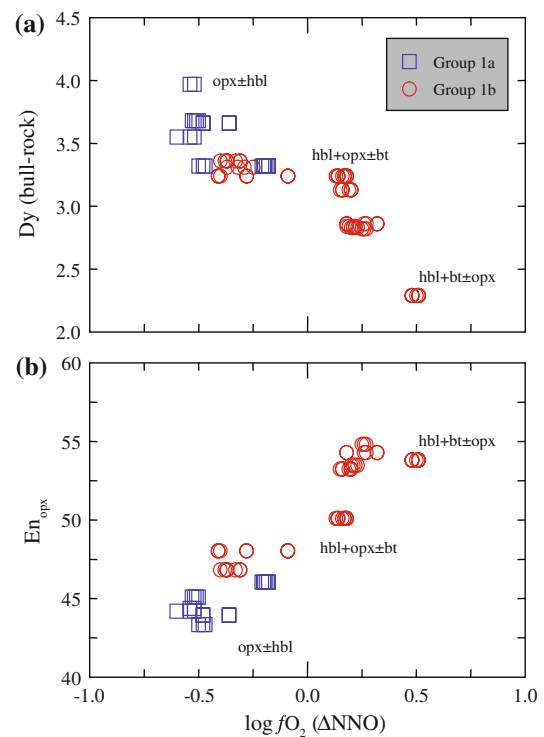 (a)
4.5
4.0
3.5
3.0
2.5
2.0
Dy (bull-rock)
opx±hbl
Group 1a
Group 1b
hbl+opx±bt
hbl+bt±opx
(b)
60
55
50
45
40
En_opx
hbl+bt±opx
hbl+opx±bt
opx±hbl
-1.0 -0.5 0.0 0.5 1.0
log fO₂ (ΔNNO)